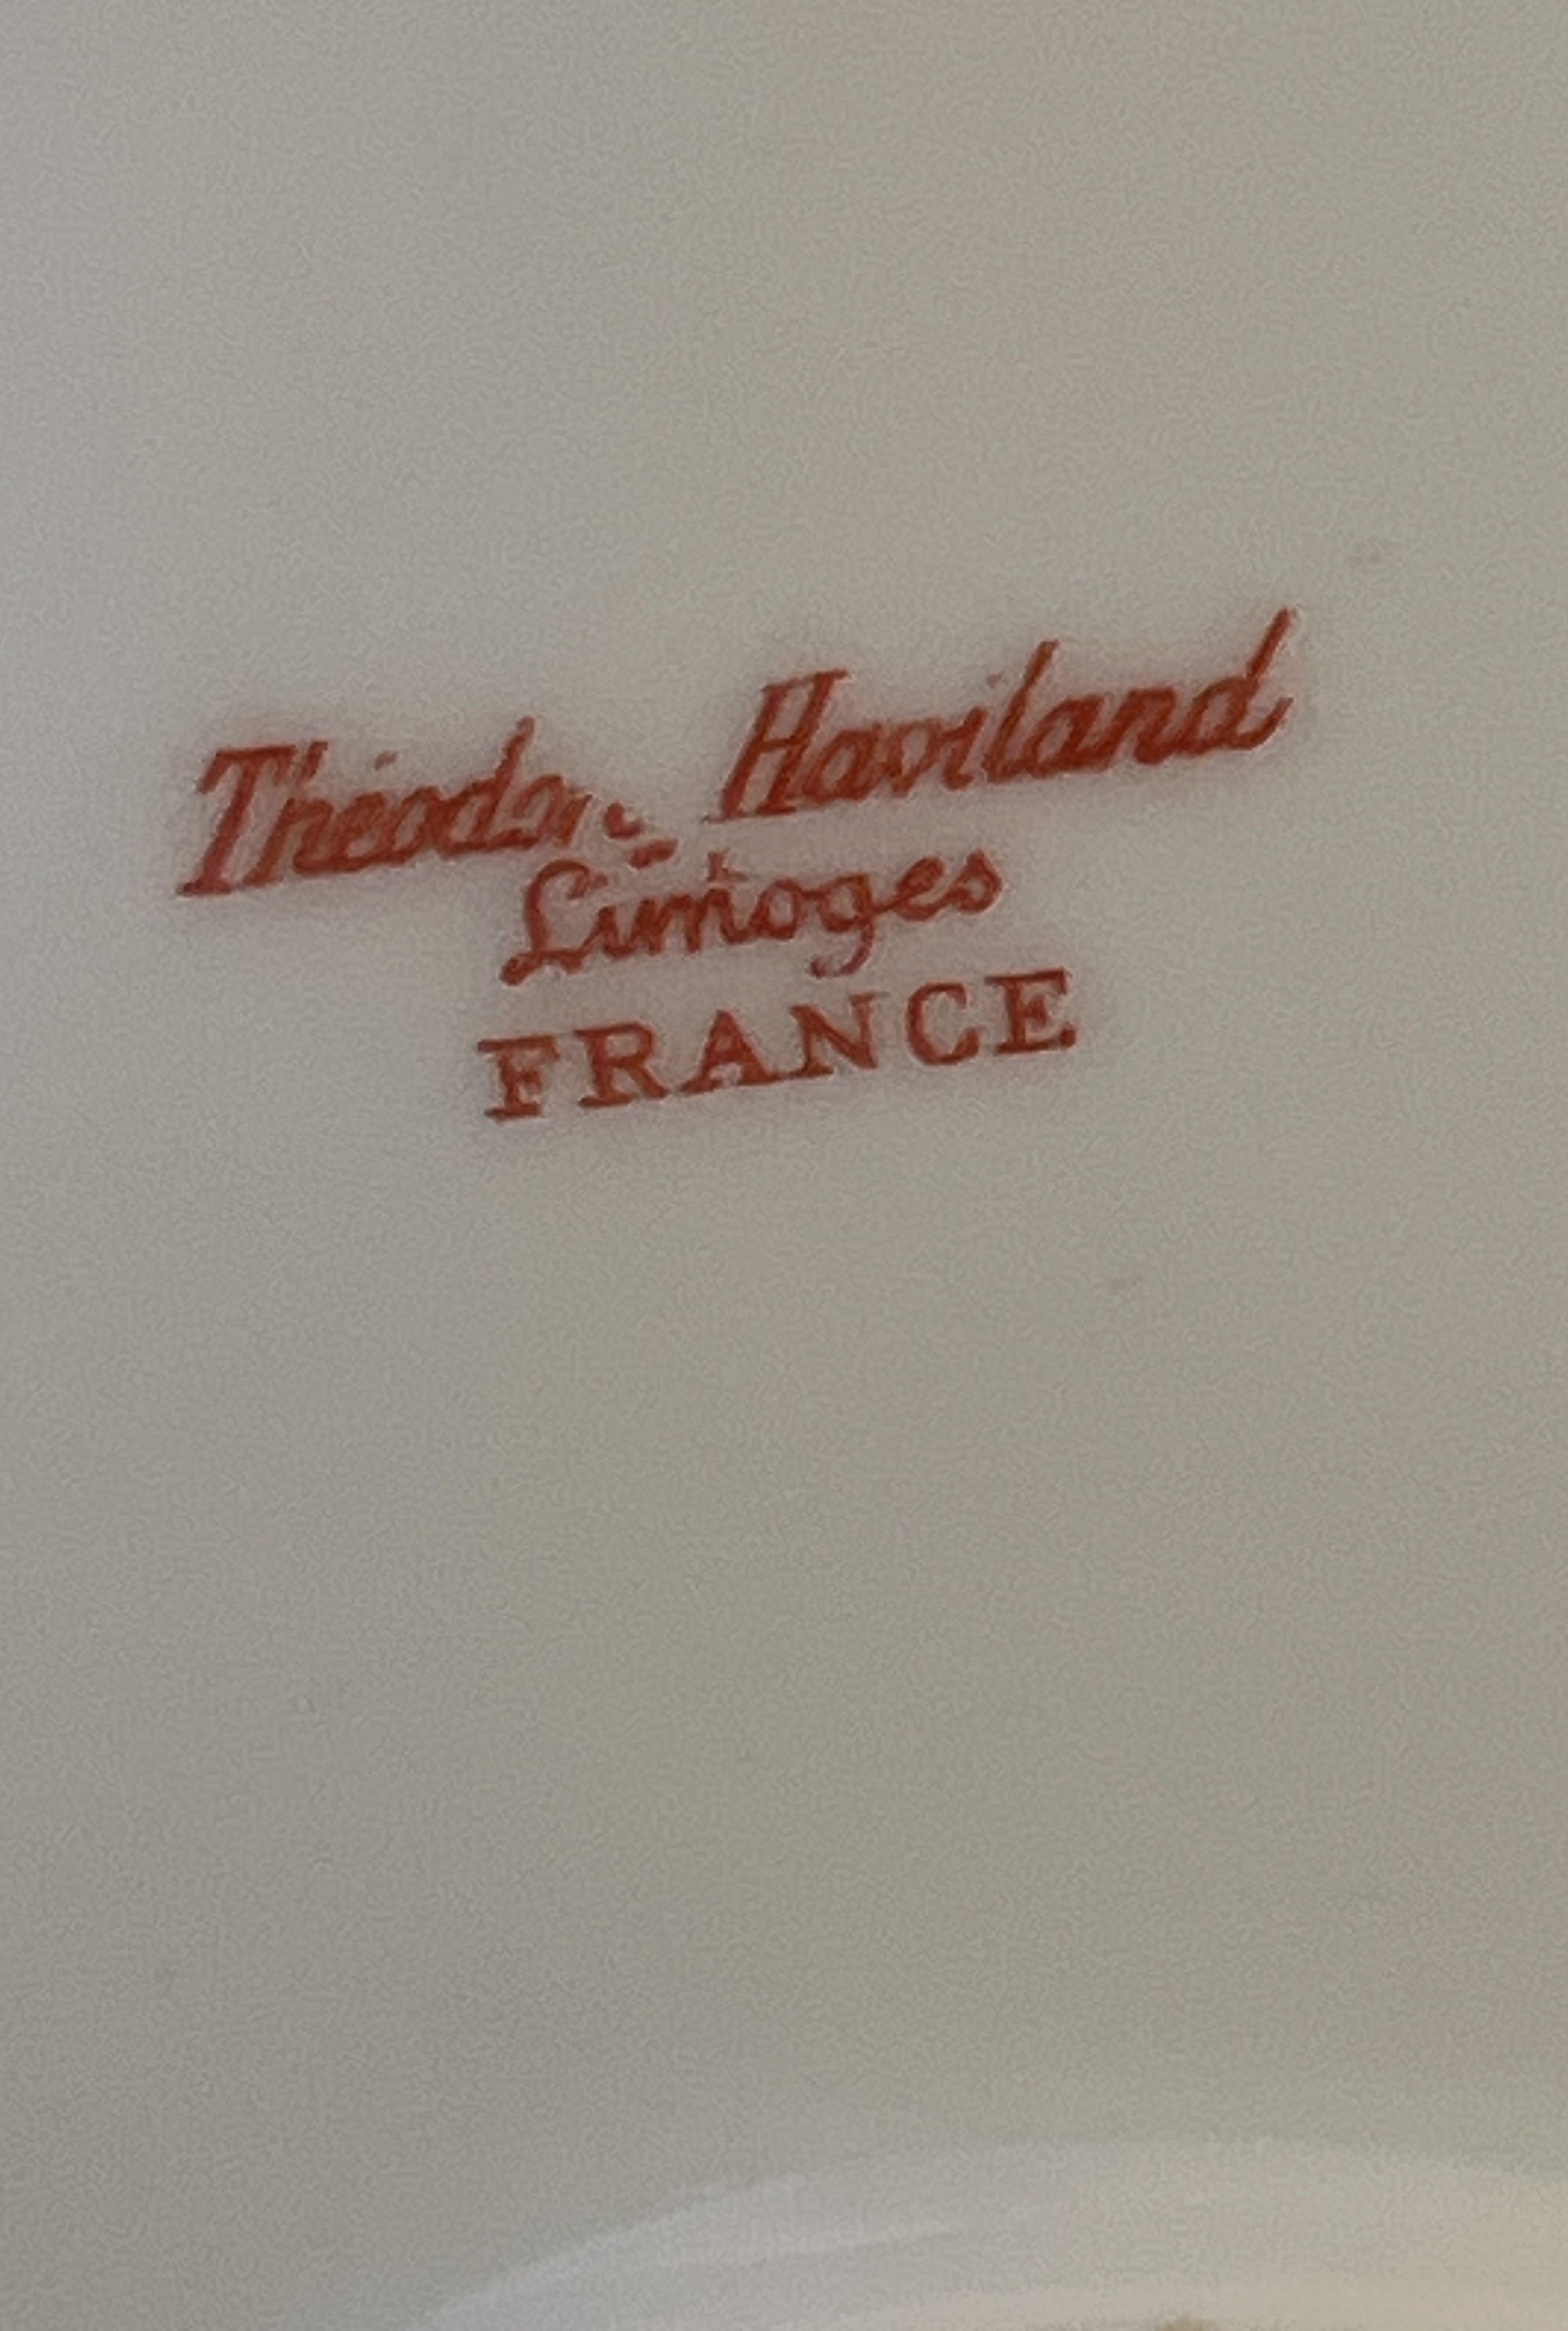 Théodore Haviland
Limoges
FRANCE